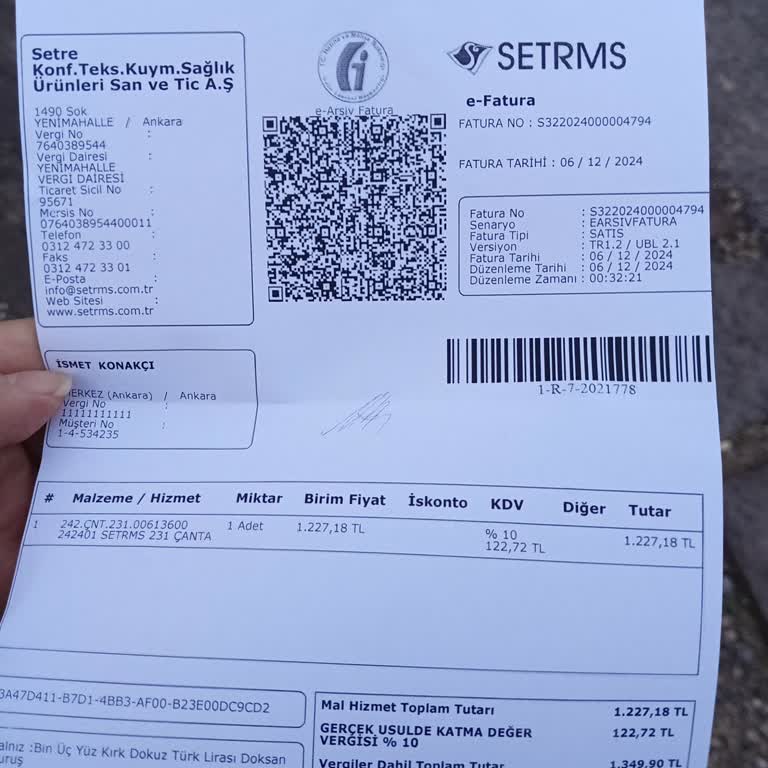 Setre
Konf.Teks.Kuym.Sağlık
Ürünleri San ve Tic A.Ş
1490 Sok
YENİMAHALLE / Ankara
Vergi No :
7640389544
Vergi Dairesi :
YENİMAHALLE
VERGİ DAİRESİ
Ticaret Sicil No :
95671
Mersis No :
0764038954400011
Telefon :
0312 472 33 00
Faks :
0312 472 33 01
E-Posta :
info@setrms.com.tr
Web Sitesi :
www.setrms.com.tr
e-Arşiv Fatura
SETRMS
e-Fatura
FATURA NO : S322024000004794
FATURA TARİHİ : 06 / 12 / 2024
Fatura No : S322024000004794
Senaryo : EARSIVFATURA
Fatura Tipi : SATIS
Versiyon : TR1.2 / UBL 2.1
Fatura Tarihi : 06 / 12 / 2024
Düzenleme Tarihi : 06 / 12 / 2024
Düzenleme Zamanı : 00:32:21
İSMET KONAKÇI
MERKEZ (Ankara) / Ankara
Vergi No :
11111111111
Müşteri No :
1-4-534235
1-R-7-2021778
# Malzeme / Hizmet Miktar Birim Fiyat İskonto KDV Diğer Tutar
1 242.ÇNT.231.00613600 1 Adet 1.227,18 TL % 10 1.227,18 TL
242401 SETRMS 231 ÇANTA 122,72 TL
3A47D411-B7D1-4BB3-AF00-B23E00DC9CD2
Mal Hizmet Toplam Tutarı 1.227,18 TL
GERÇEK USULDE KATMA DEĞER
VERGİSİ % 10 122,72 TL
Vergiler Dahil Toplam Tutar 1.349,90 TL
alnız :Bin Üç Yüz Kırk Dokuz Türk Lirası Doksan
uruş